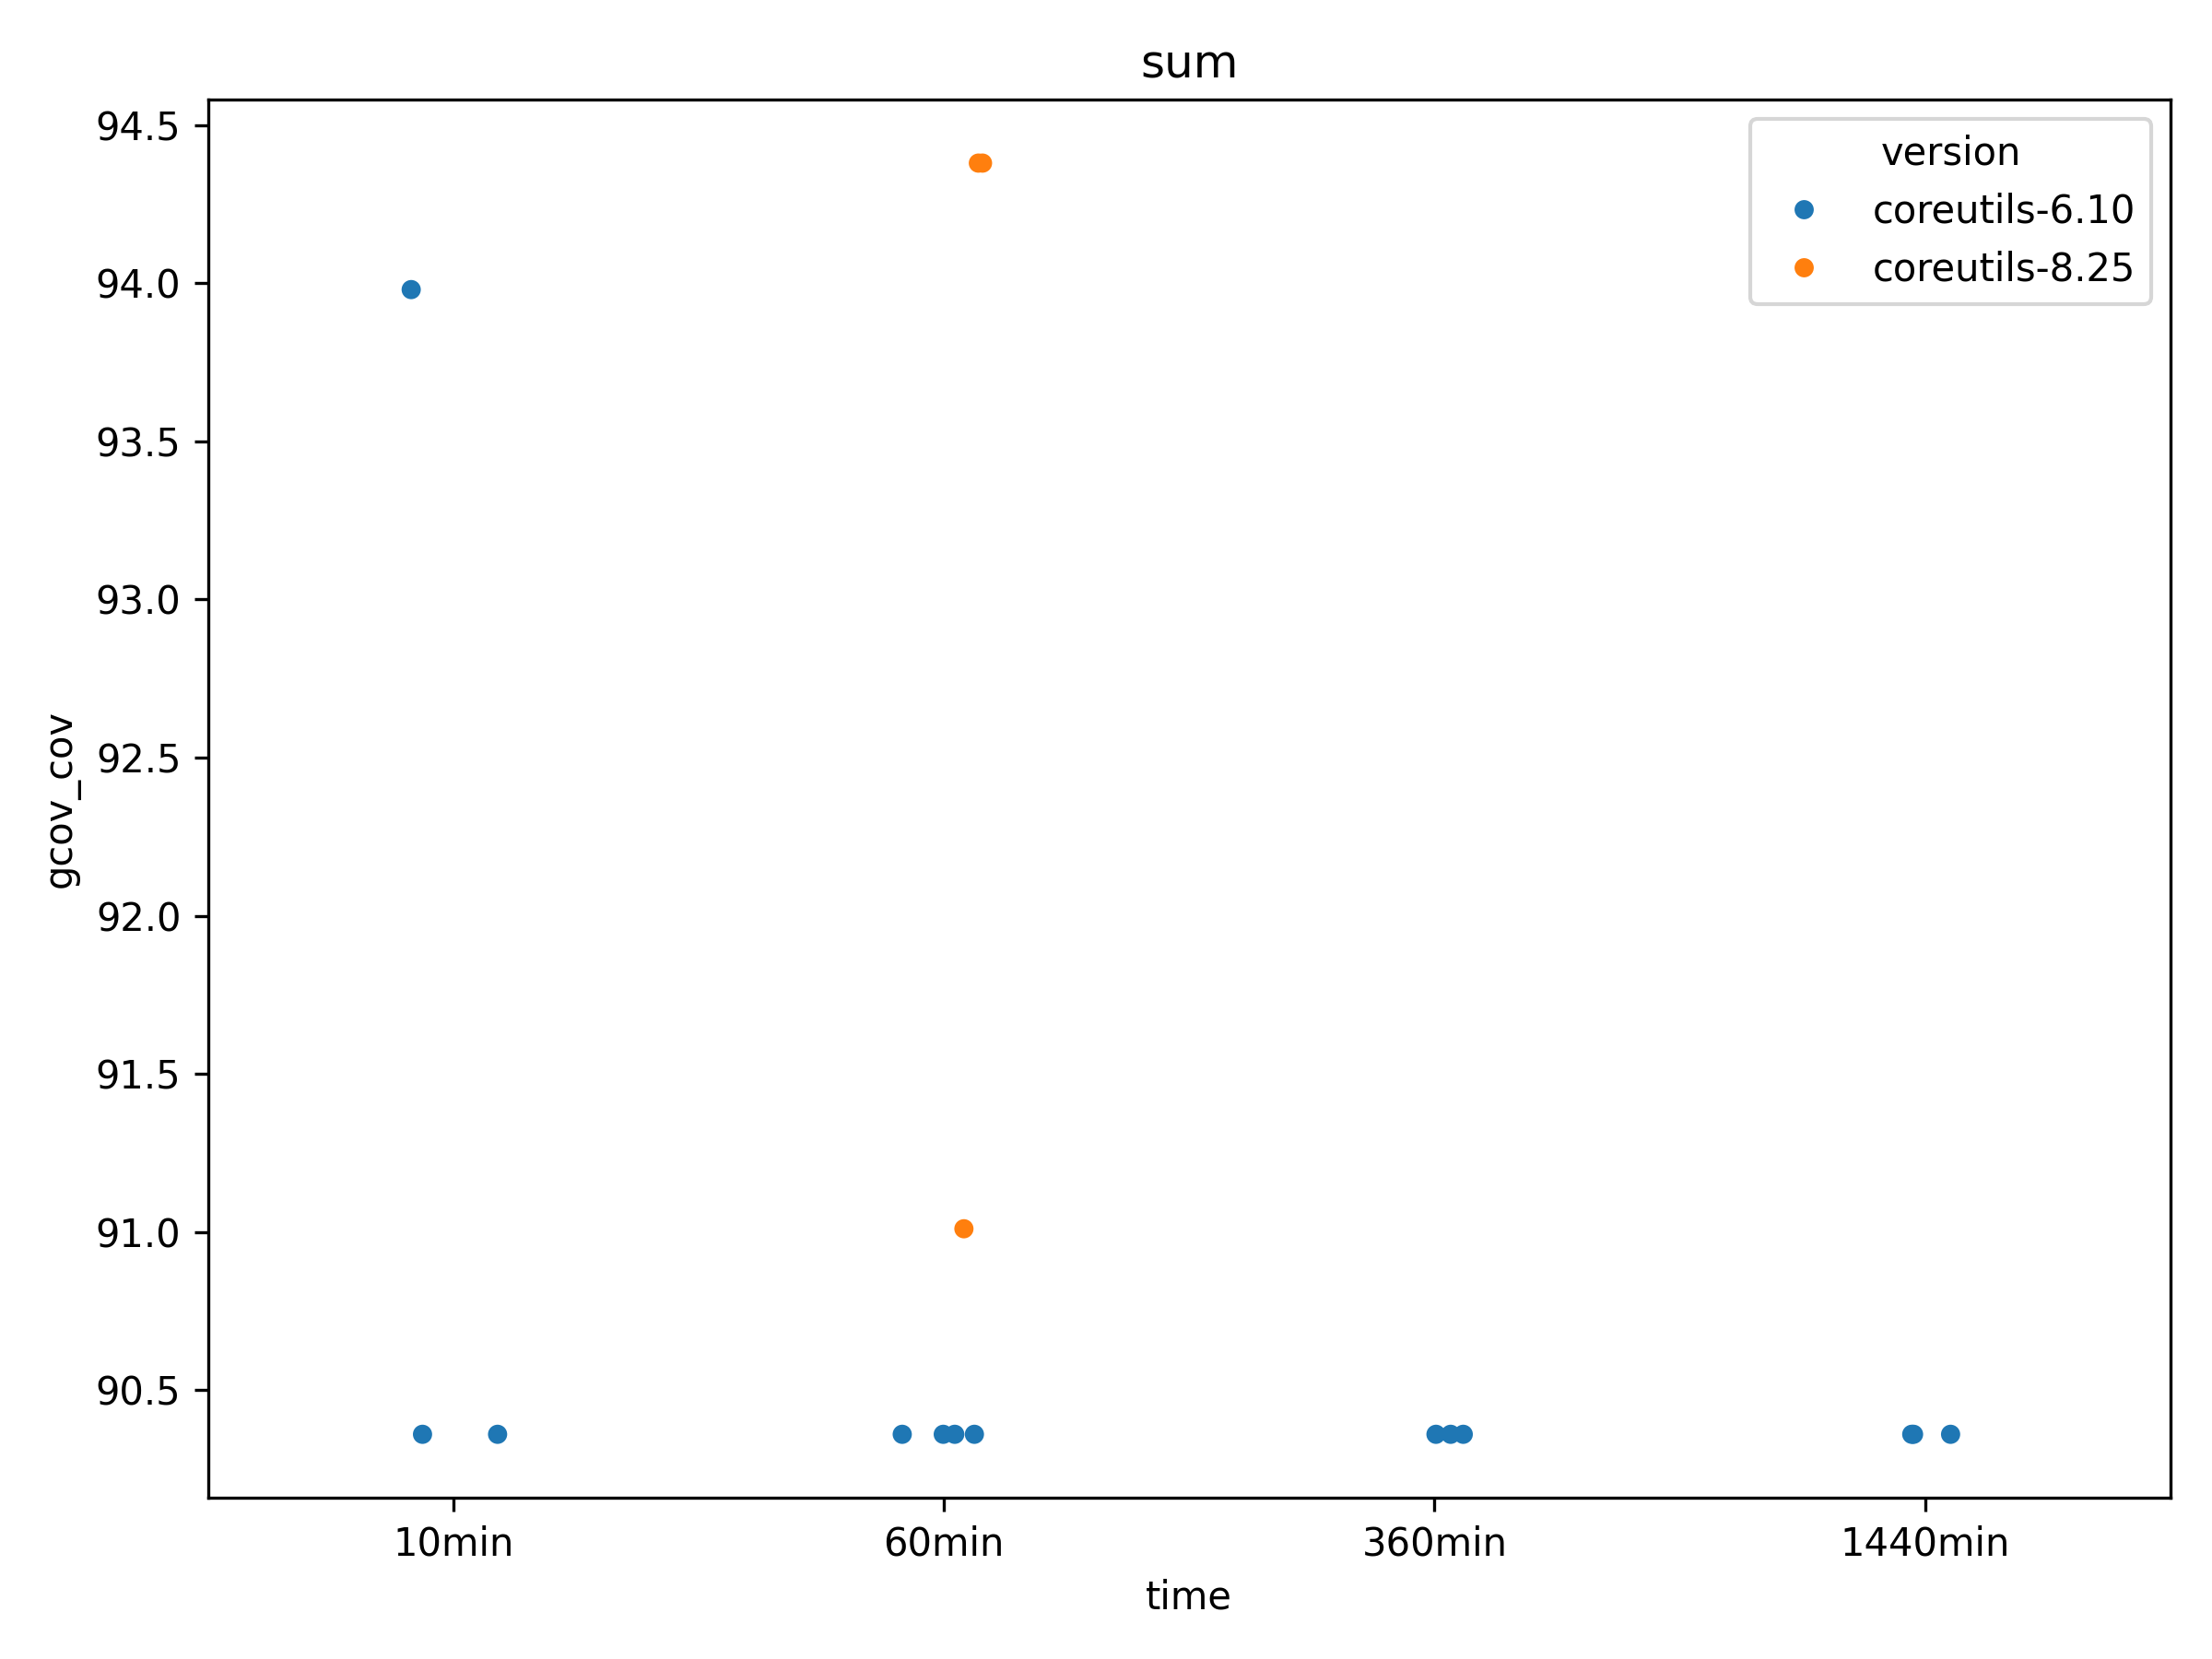 sum
94.5
94.0
93.5
93.0
92.5
92.0
91.5
91.0
90.5
gcov_cov
version
coreutils-6.10
coreutils-8.25
10min 60min 360min 1440min
time